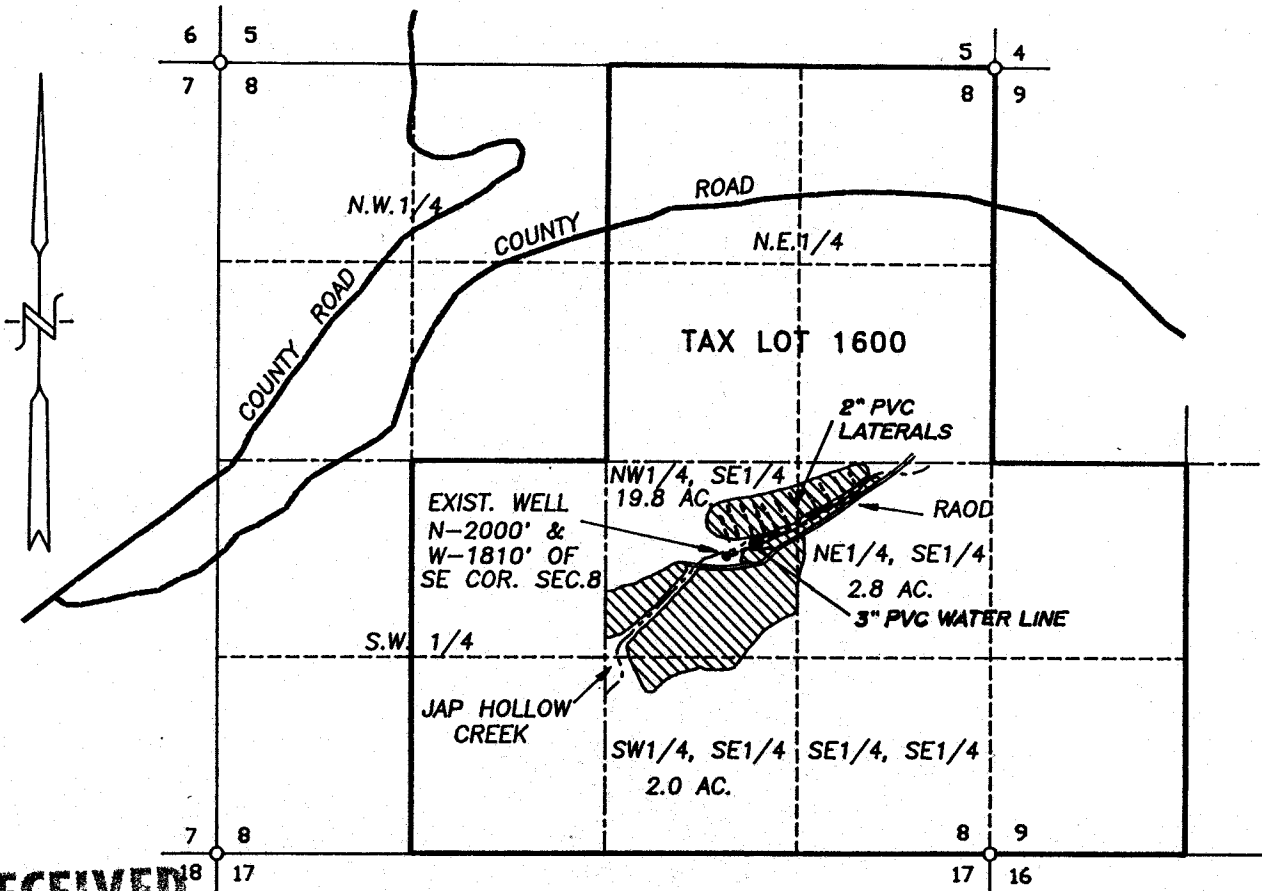 6 5
5 4
7 8
8 9
N.W. 1/4
ROAD
COUNTY
N.E. 1/4
COUNTY ROAD
TAX LOT 1600
2" PVC
LATERALS
NW1/4, SE1/4
19.8 AC.
EXIST. WELL
N-2000' &
W-1810' OF
SE COR. SEC.8
RAOD
NE1/4, SE1/4
2.8 AC.
3" PVC WATER LINE
S.W. 1/4
JAP HOLLOW
CREEK
SW1/4, SE1/4
SE1/4, SE1/4
2.0 AC.
7 8
8 9
18 17
17 16
ECEIVED
N